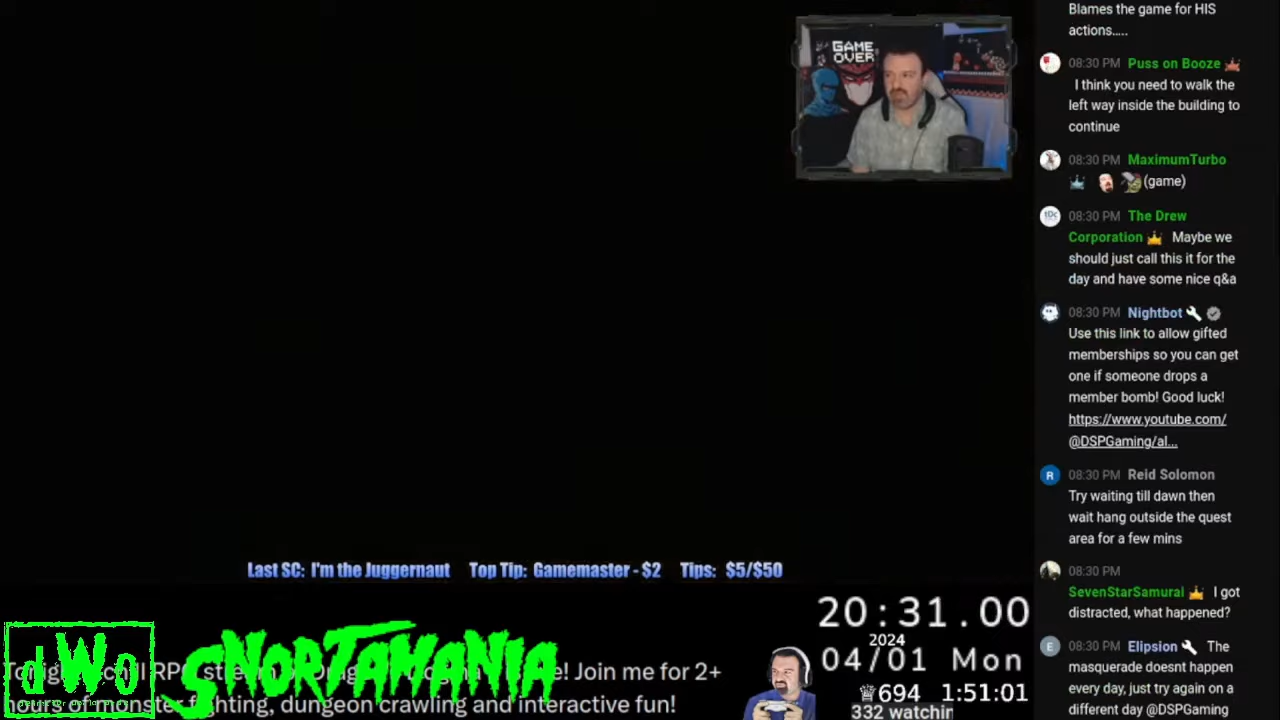 GAME
OVER
Blames the game for HIS
actions.....
08:30 PM Puss on Booze
I think you need to walk the
left way inside the building to
continue
08:30 PM MaximumTurbo
(game)
08:30 PM The Drew
Corporation Maybe we
should just call this it for the
day and have some nice q&a
08:30 PM Nightbot
Use this link to allow gifted
memberships so you can get
one if someone drops a
member bomb! Good luck!
https://www.youtube.com/
@DSPGaming/al...
R 08:30 PM Reid Solomon
Try waiting till dawn then
wait hang outside the quest
area for a few mins
08:30 PM
SevenStarSamurai I got
distracted, what happened?
E 08:30 PM Elipsion The
masquerade doesnt happen
every day, just try again on a
different day @DSPGaming
Last SC: I'm the Juggernaut Top Tip: Gamemaster - $2 Tips: $5/$50
20:31.00
2024
04/01 Mon
694 1:51:01
332 watchin
dWo
SNORTAMANIA
Join me for 2+
hours of monster fighting, dungeon crawling and interactive fun!